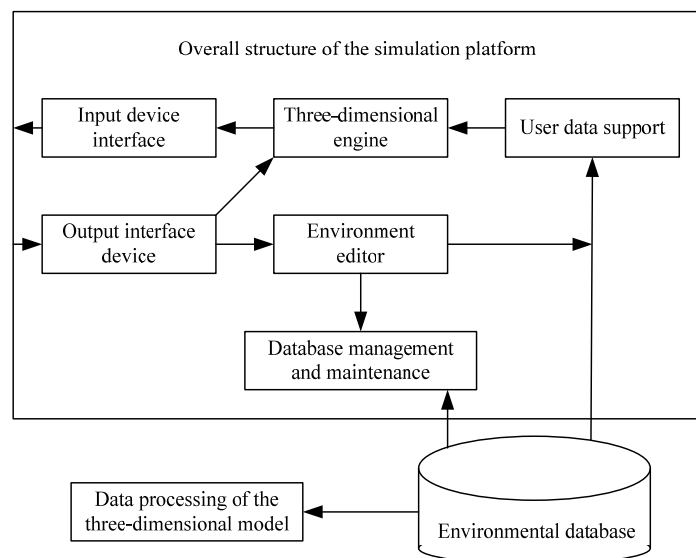 Overall structure of the simulation platform
Input device
interface
Three-dimensional
engine
User data support
Output interface
device
Environment
editor
Database management
and maintenance
Data processing of the
three-dimensional model
Environmental database